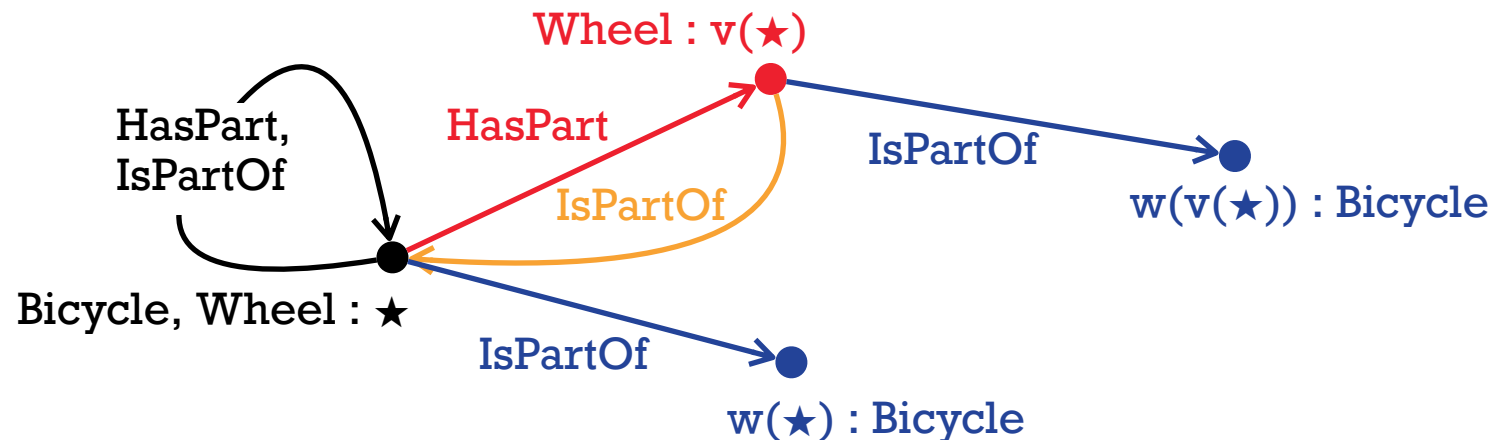 Wheel : v(★)
HasPart,
IsPartOf
HasPart
IsPartOf
IsPartOf
w(v(★)) : Bicycle
Bicycle, Wheel : ★
IsPartOf
w(★) : Bicycle